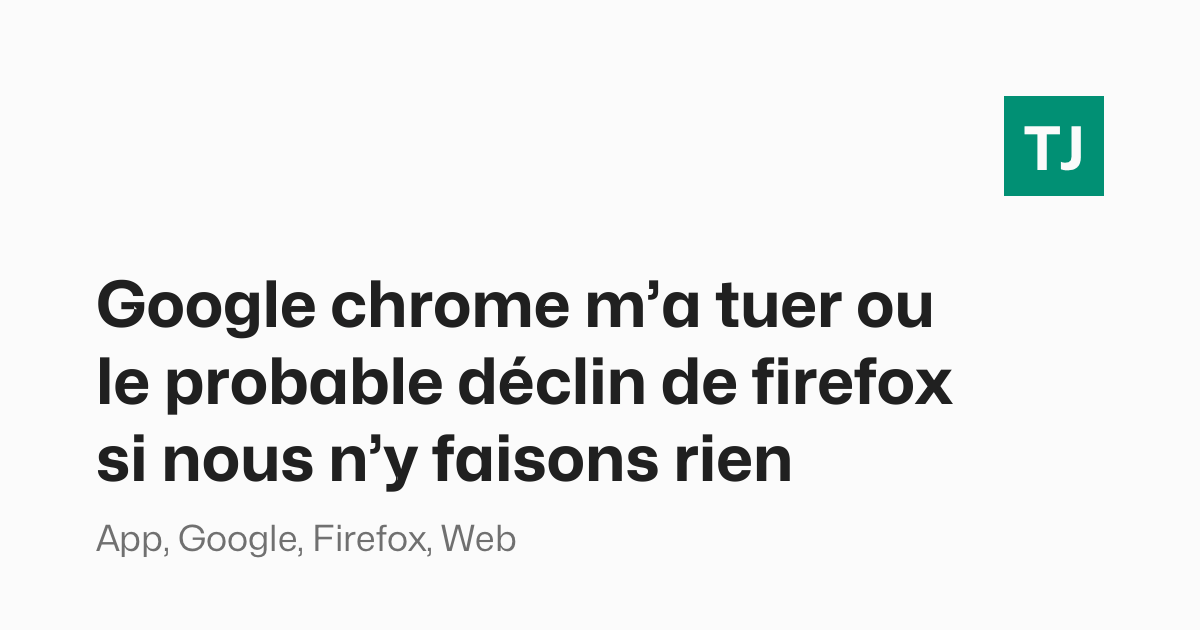 TJ
Google chrome m’a tuer ou
le probable déclin de firefox
si nous n’y faisons rien
App, Google, Firefox, Web